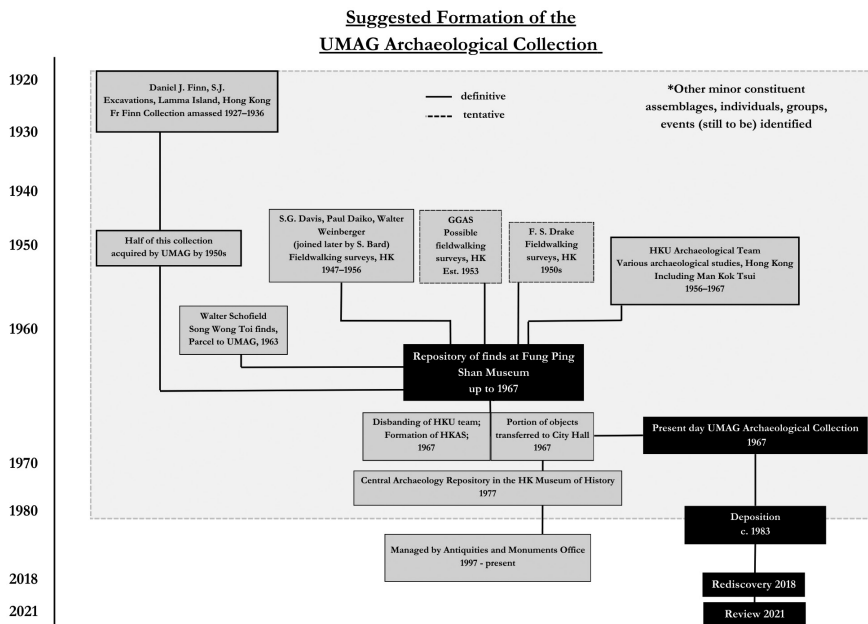 Suggested Formation of the
UMAG Archaeological Collection
1920
1930
1940
1950
1960
1970
1980
2018
2021
Daniel J. Finn, S.J.
Excavations, Lamma Island, Hong Kong
Fr Finn Collection amassed 1927–1936
definitive
tentative
*Other minor constituent
assemblages, individuals, groups,
events (still to be) identified
Half of this collection
acquired by UMAG by 1950s
S.G. Davis, Paul Daiko, Walter
Weinberger
(joined later by S. Bard)
Fieldwalking surveys, HK
1947–1956
GGAS
Possible
fieldwalking
surveys, HK
Est. 1953
F. S. Drake
Fieldwalking
surveys, HK
1950s
HKU Archaeological Team
Various archaeological studies, Hong Kong
Including Man Kok Tsui
1956–1967
Walter Schofield
Song Wong Toi finds,
Parcel to UMAG, 1963
Repository of finds at Fung Ping
Shan Museum
up to 1967
Disbanding of HKU team;
Formation of HKAS;
1967
Portion of objects
transferred to City Hall
1967
Present day UMAG Archaeological Collection
1967
Central Archaeology Repository in the HK Museum of History
1977
Deposition
c. 1983
Managed by Antiquities and Monuments Office
1997 - present
Rediscovery 2018
Review 2021